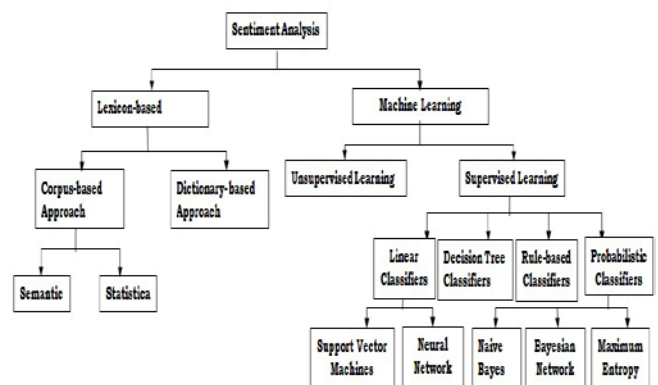 Sentiment Analysis
Lexicon-based
Machine Learning
Corpus-based
Approach
Dictionary-based
Approach
Unsupervised Learning
Supervised Learning
Semantic
Statistica
Linear
Classifiers
Decision Tree
Classifiers
Rule-based
Classifiers
Probabilistic
Classifiers
Support Vector
Machines
Neural
Network
Naive
Bayes
Bayesian
Network
Maximum
Entropy